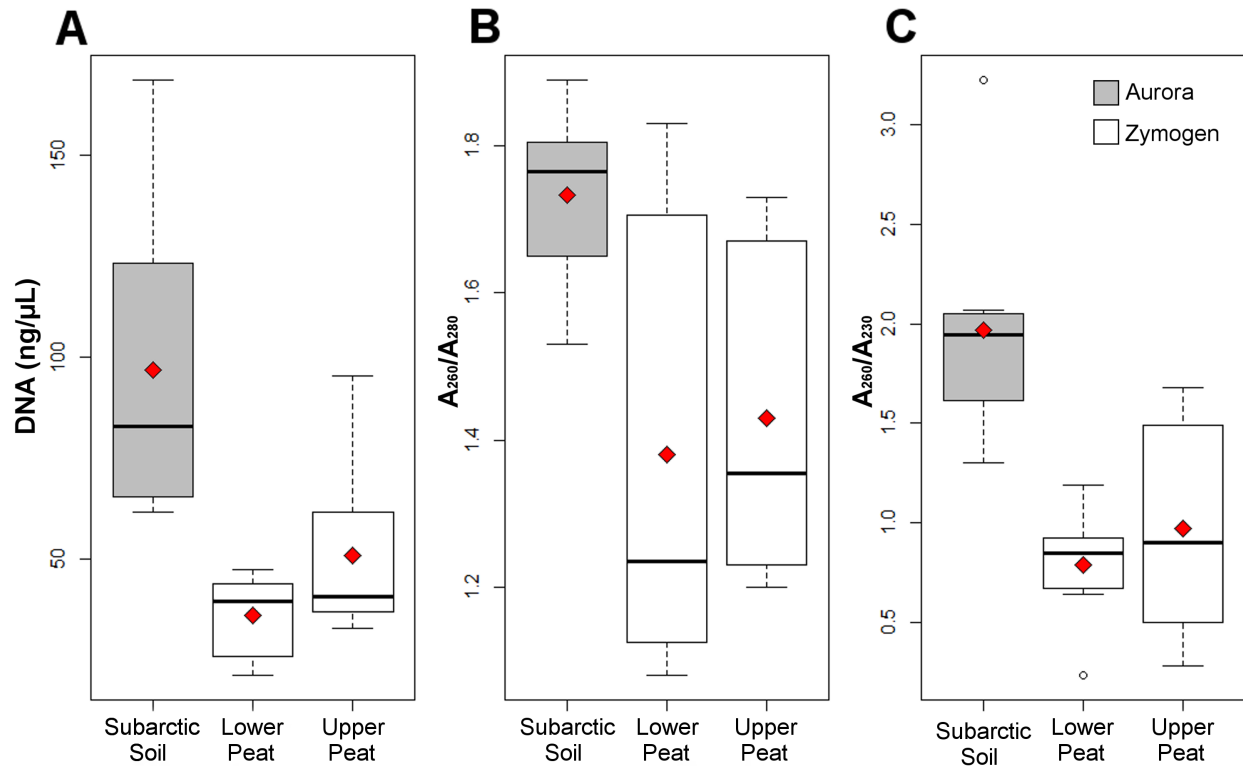 A
B
C
DNA (ng/µL)
150
100
50
Subarctic
Soil
Lower
Peat
Upper
Peat
A₂₆₀/A₂₈₀
1.8
1.6
1.4
1.2
Subarctic
Soil
Lower
Peat
Upper
Peat
A₂₆₀/A₂₃₀
3.0
2.5
2.0
1.5
1.0
0.5
Aurora
Zymogen
Subarctic
Soil
Lower
Peat
Upper
Peat